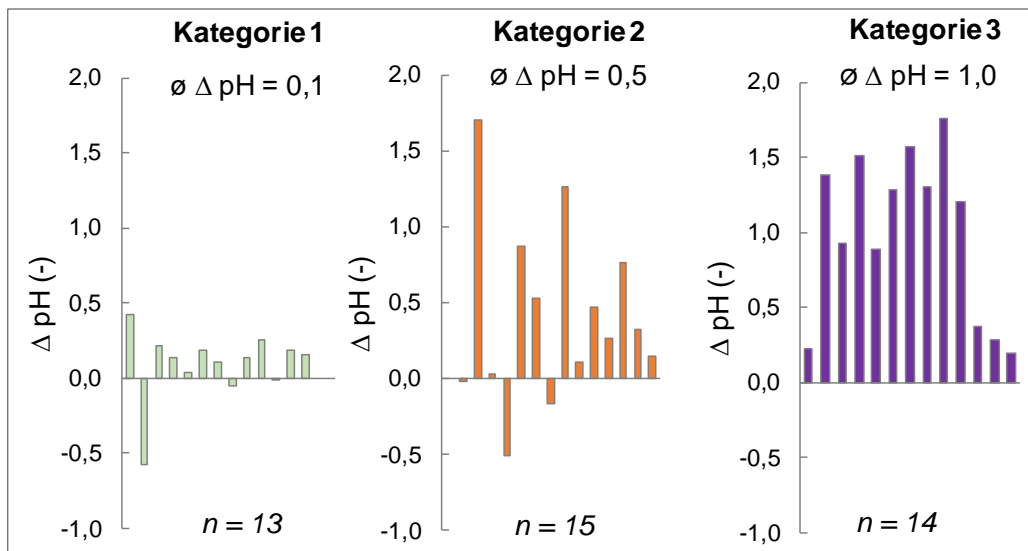 Kategorie 1
ø Δ pH = 0,1
2,0
1,5
1,0
0,5
0,0
-0,5
-1,0
Δ pH (-)
n = 13
Kategorie 2
ø Δ pH = 0,5
2,0
1,5
1,0
0,5
0,0
-0,5
-1,0
Δ pH (-)
n = 15
Kategorie 3
ø Δ pH = 1,0
2,0
1,5
1,0
0,5
0,0
-0,5
-1,0
Δ pH (-)
n = 14